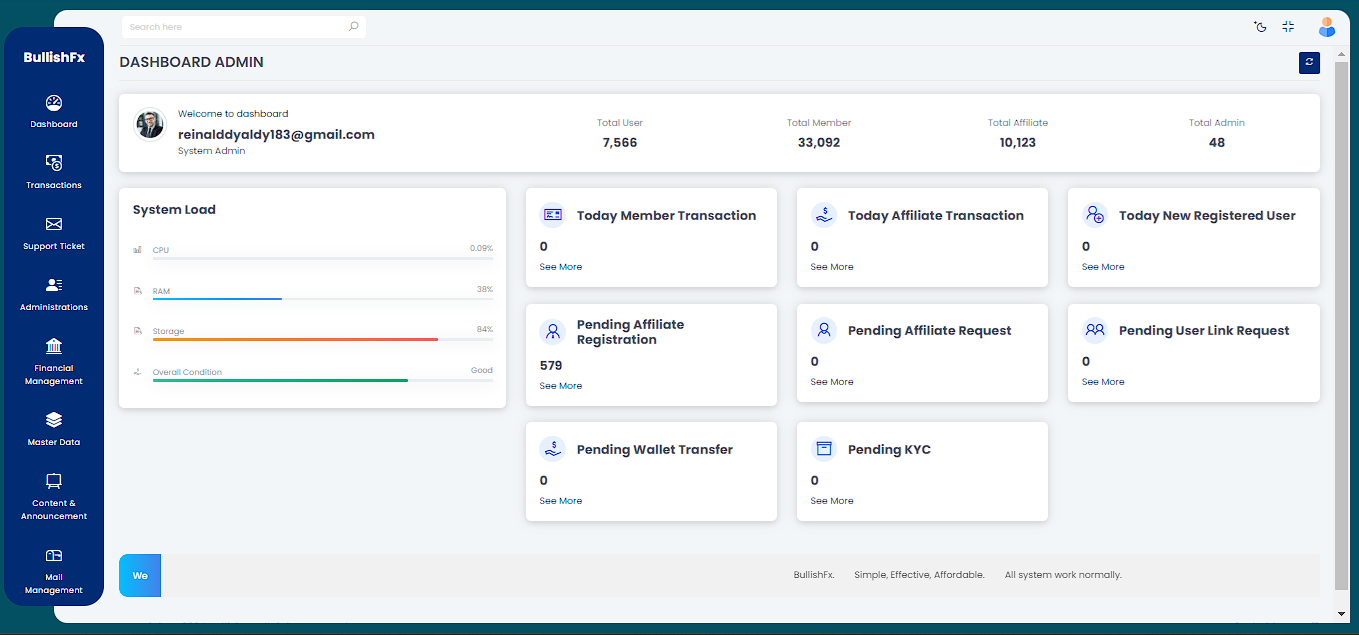 BullishFx
Dashboard
Transactions
Support Ticket
Administrations
Financial
Management
Master Data
Content &
Announcement
Mail
Management
Search here
DASHBOARD ADMIN
Welcome to dashboard
reinalddyaldy183@gmail.com
System Admin
Total User
7,566
Total Member
33,092
Total Affiliate
10,123
Total Admin
48
System Load
CPU
0.09%
RAM
38%
Storage
84%
Overall Condition
Good
Today Member Transaction
0
See More
Today Affiliate Transaction
0
See More
Today New Registered User
0
See More
Pending Affiliate
Registration
579
See More
Pending Affiliate Request
0
See More
Pending User Link Request
0
See More
Pending Wallet Transfer
0
See More
Pending KYC
0
See More
We
BullishFx. Simple, Effective, Affordable. All system work normally.